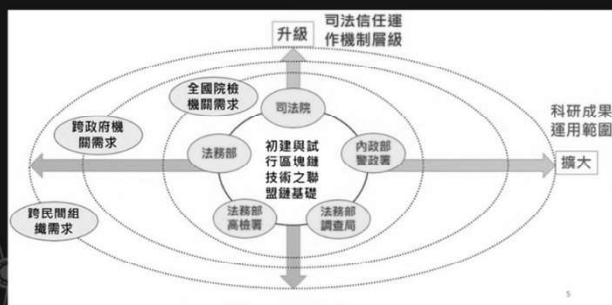 升級
司法信任運
作機制層級
全國院檢
機關需求
司法院
跨政府機
關需求
科研成果
運用範圍
法務部
初建與試
行區塊鏈
技術之聯
盟鏈基礎
內政部
警政署
擴大
跨民間組
織需求
法務部
高檢署
法務部
調查局
5